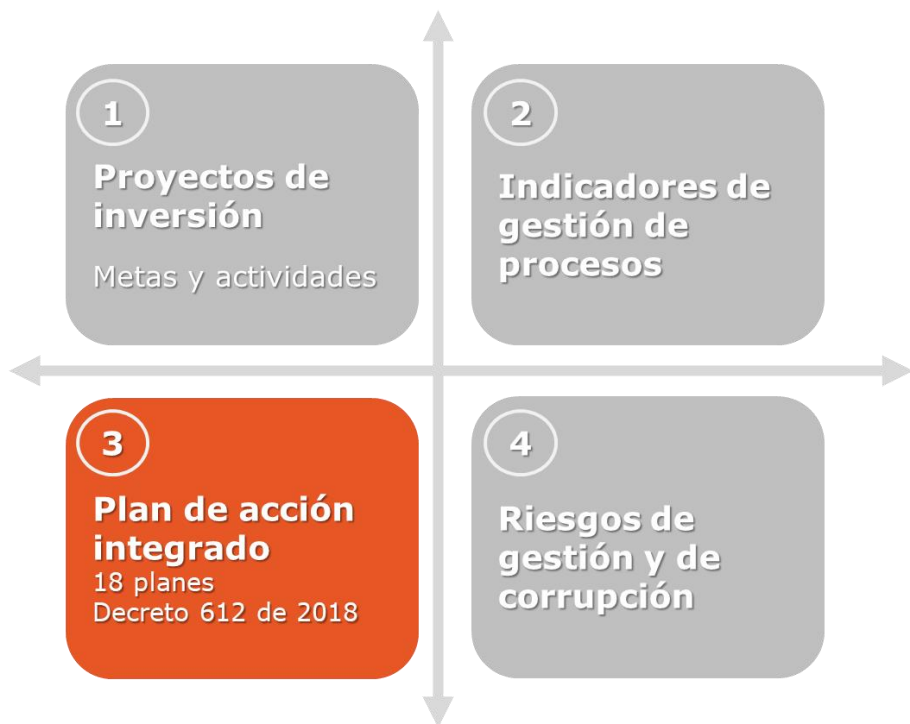 1
Proyectos de
inversión
Metas y actividades
2
Indicadores de
gestión de
procesos
3
Plan de acción
integrado
18 planes
Decreto 612 de 2018
4
Riesgos de
gestión y de
corrupción